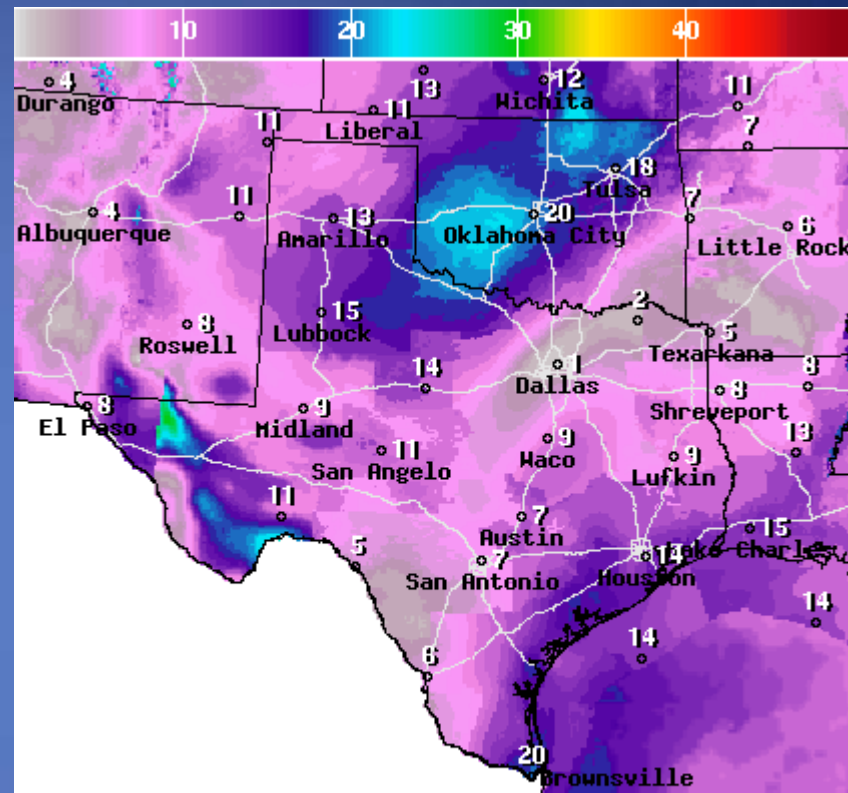 10 20 30 40
4
Durango
13
12
Wichita
11
Liberal
11
11
7
18
Tulsa
4
Albuquerque
11
13
Amarillo
20
Oklahoma City
7
6
Little Rock
8
Roswell
15
Lubbock
2
5
Texarkana
1
Dallas
14
8
Shreveport
8
8
El Paso
9
Midland
11
San Angelo
9
Waco
9
Lufkin
13
11
7
Austin
15
Lake Charles
5
7
San Antonio
14
Houston
14
14
6
20
Brownsville